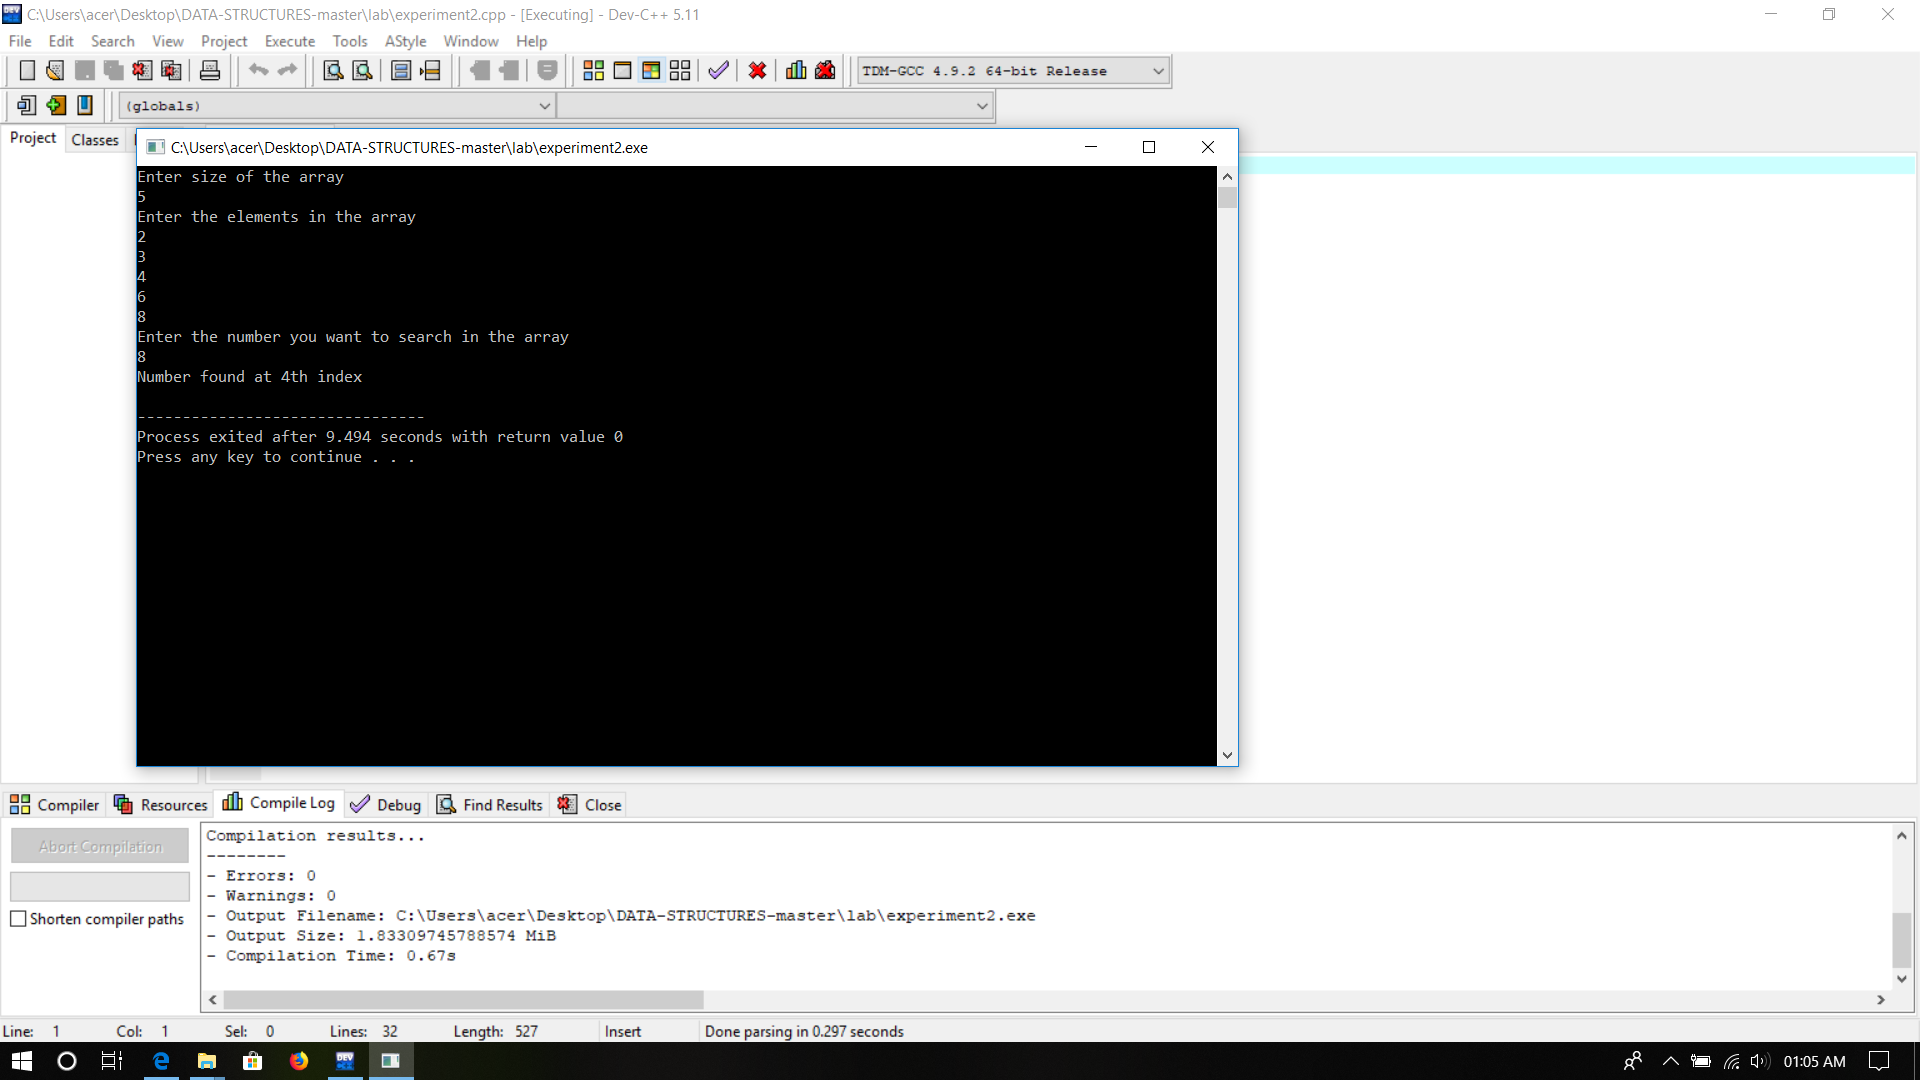 C:\Users\acer\Desktop\DATA-STRUCTURES-master\lab\experiment2.cpp - [Executing] - Dev-C++ 5.11
File Edit Search View Project Execute Tools AStyle Window Help
TDM-GCC 4.9.2 64-bit Release
(globals)
Project Classes
C:\Users\acer\Desktop\DATA-STRUCTURES-master\lab\experiment2.exe
Enter size of the array
5
Enter the elements in the array
2
3
4
6
8
Enter the number you want to search in the array
8
Number found at 4th index
--------------------------------
Process exited after 9.494 seconds with return value 0
Press any key to continue . . .
Compiler Resources Compile Log Debug Find Results Close
Abort Compilation
Shorten compiler paths
Compilation results...
--------
- Errors: 0
- Warnings: 0
- Output Filename: C:\Users\acer\Desktop\DATA-STRUCTURES-master\lab\experiment2.exe
- Output Size: 1.83309745788574 MiB
- Compilation Time: 0.67s
Line: 1 Col: 1 Sel: 0 Lines: 32 Length: 527 Insert Done parsing in 0.297 seconds
DEV
01:05 AM